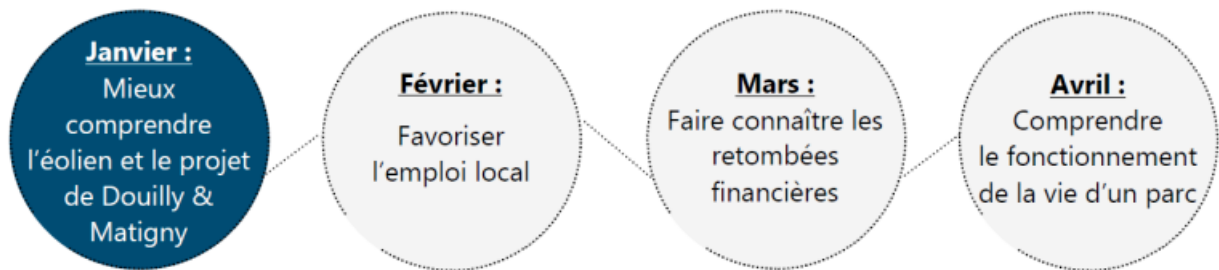 Janvier :
Mieux
comprendre
l'éolien et le projet
de Douilly &
Matigny
Février :
Favoriser
l'emploi local
Mars :
Faire connaître les
retombées
financières
Avril :
Comprendre
le fonctionnement
de la vie d'un parc